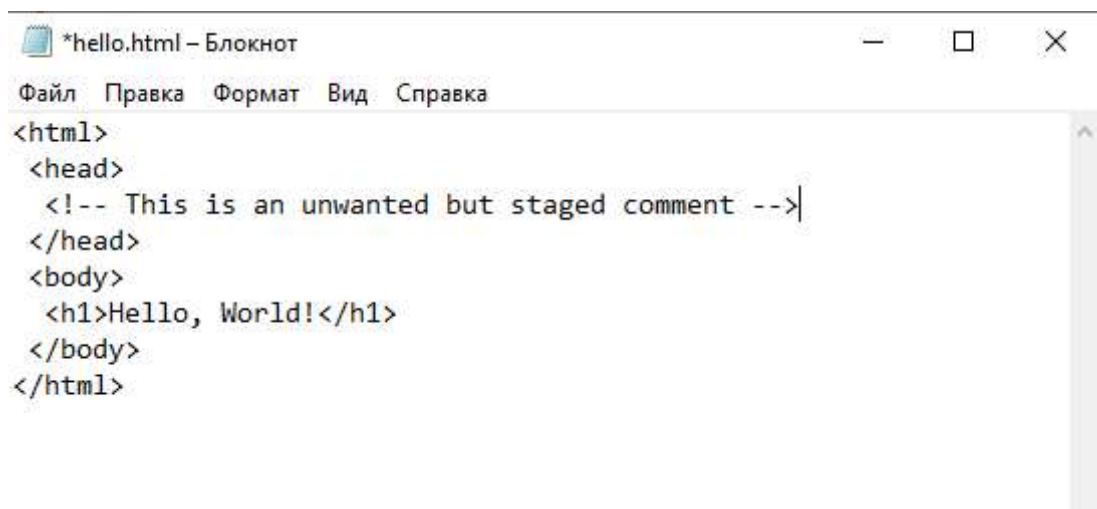 *hello.html – Блокнот
Файл Правка Формат Вид Справка
<html>
 <head>
  <!-- This is an unwanted but staged comment -->
 </head>
 <body>
  <h1>Hello, World!</h1>
 </body>
</html>